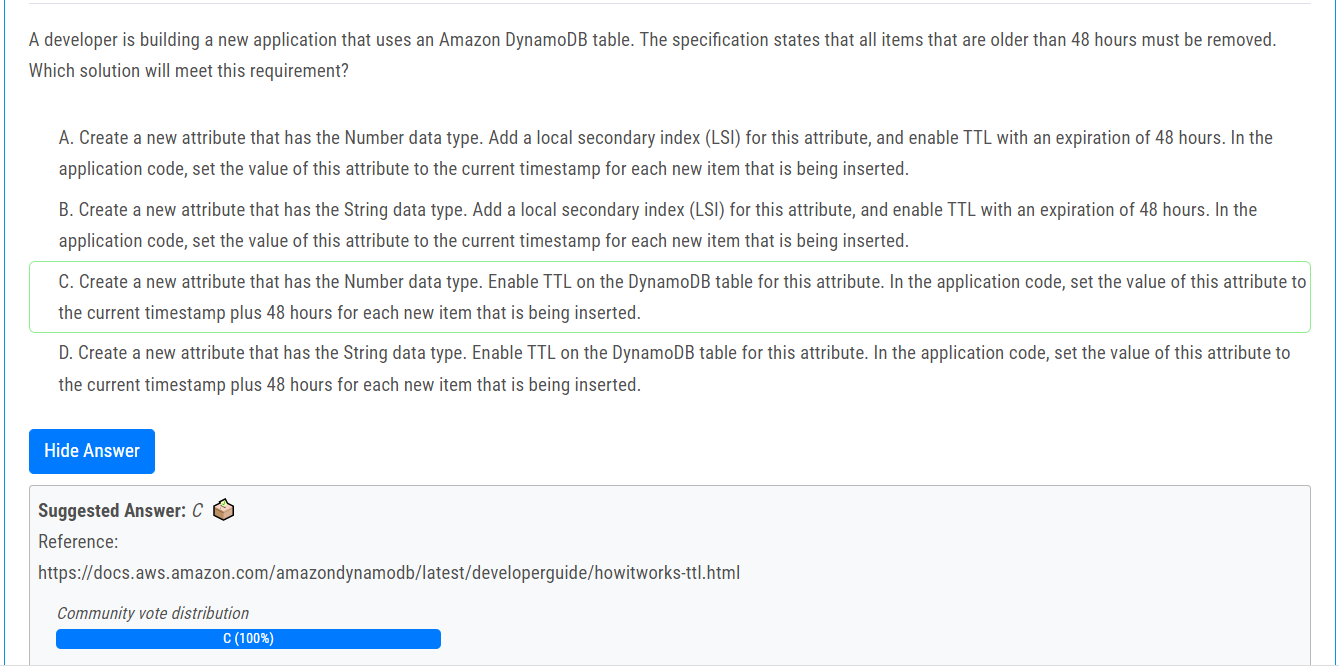 A developer is building a new application that uses an Amazon DynamoDB table. The specification states that all items that are older than 48 hours must be removed.
Which solution will meet this requirement?
A. Create a new attribute that has the Number data type. Add a local secondary index (LSI) for this attribute, and enable TTL with an expiration of 48 hours. In the
application code, set the value of this attribute to the current timestamp for each new item that is being inserted.
B. Create a new attribute that has the String data type. Add a local secondary index (LSI) for this attribute, and enable TTL with an expiration of 48 hours. In the
application code, set the value of this attribute to the current timestamp for each new item that is being inserted.
C. Create a new attribute that has the Number data type. Enable TTL on the DynamoDB table for this attribute. In the application code, set the value of this attribute to
the current timestamp plus 48 hours for each new item that is being inserted.
D. Create a new attribute that has the String data type. Enable TTL on the DynamoDB table for this attribute. In the application code, set the value of this attribute to
the current timestamp plus 48 hours for each new item that is being inserted.
Hide Answer
Suggested Answer: C
Reference:
https://docs.aws.amazon.com/amazondynamodb/latest/developerguide/howitworks-ttl.html
Community vote distribution
C (100%)